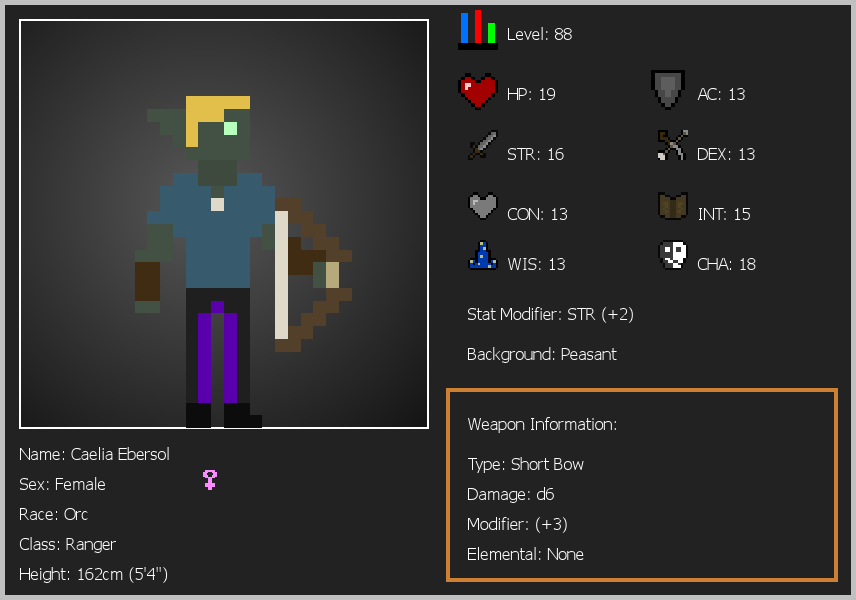 Level: 88
HP: 19
AC: 13
STR: 16
DEX: 13
CON: 13
INT: 15
WIS: 13
CHA: 18
Stat Modifier: STR (+2)
Background: Peasant
Weapon Information:
Type: Short Bow
Damage: d6
Modifier: (+3)
Elemental: None
Name: Caelia Ebersol
Sex: Female
Race: Orc
Class: Ranger
Height: 162cm (5'4")